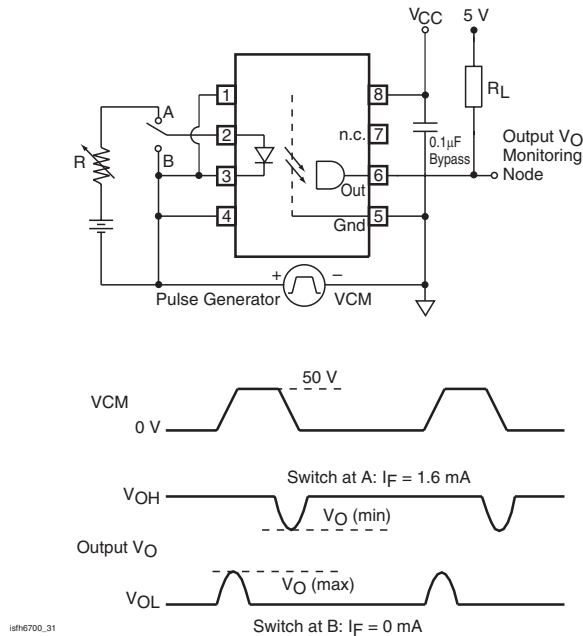 VCC 5 V
A
B
R
1
2
3
4
8
7
6
5
n.c.
Out
Gnd
RL
0.1µF
Bypass
Output VO
Monitoring
Node
+ –
Pulse Generator VCM
50 V
VCM
0 V
Switch at A: IF = 1.6 mA
VOH
VO (min)
Output VO
VO (max)
VOL
Switch at B: IF = 0 mA
isfh6700_31